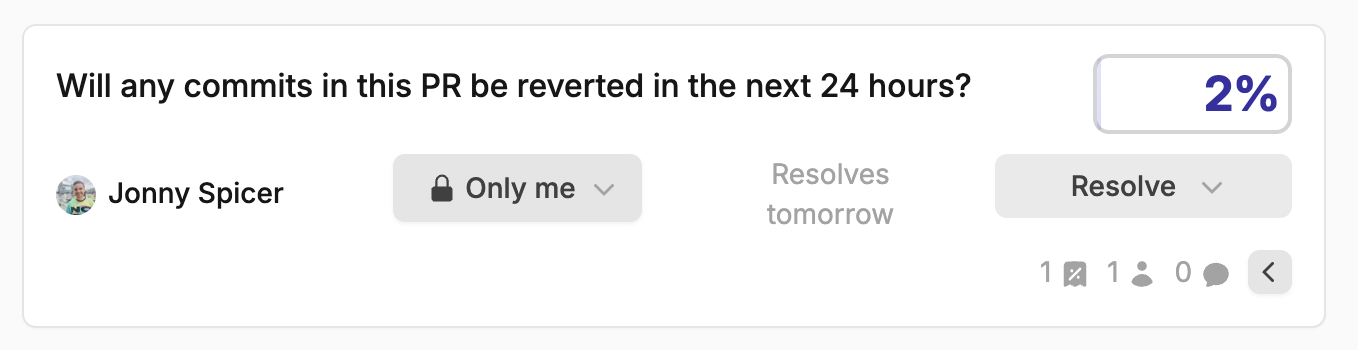 Will any commits in this PR be reverted in the next 24 hours?
2%
Jonny Spicer
Only me
Resolves
tomorrow
Resolve
1 1 0